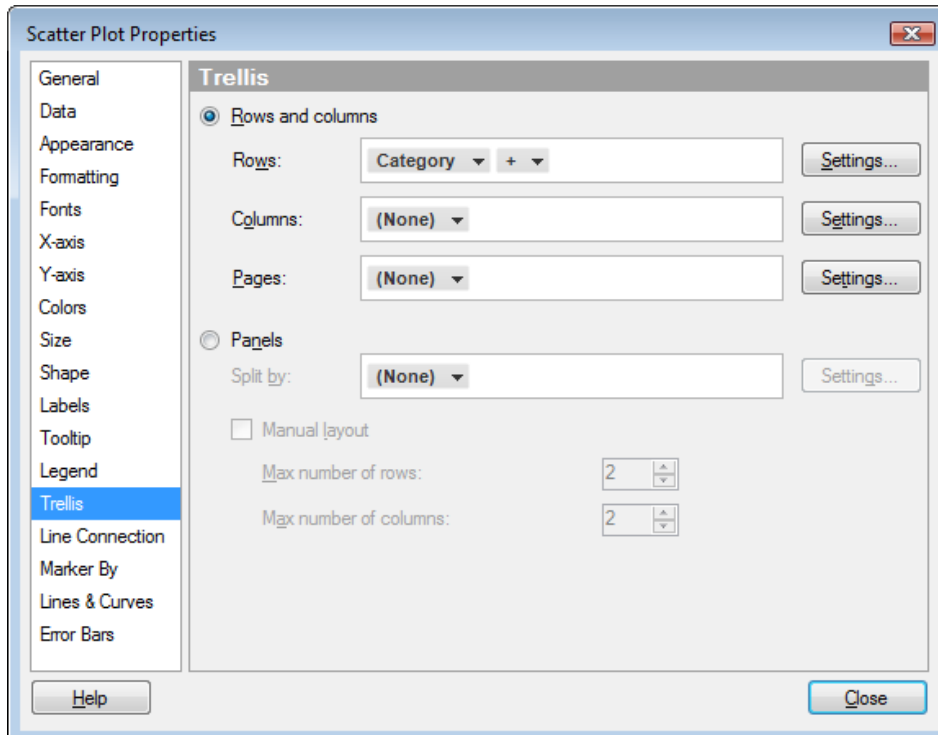 Scatter Plot Properties
General
Data
Appearance
Formatting
Fonts
X-axis
Y-axis
Colors
Size
Shape
Labels
Tooltip
Legend
Trellis
Line Connection
Marker By
Lines & Curves
Error Bars
Trellis
Rows and columns
Rows: Category + Settings...
Columns: (None) Settings...
Pages: (None) Settings...
Panels
Split by: (None) Settings...
Manual layout
Max number of rows: 2
Max number of columns: 2
Help Close